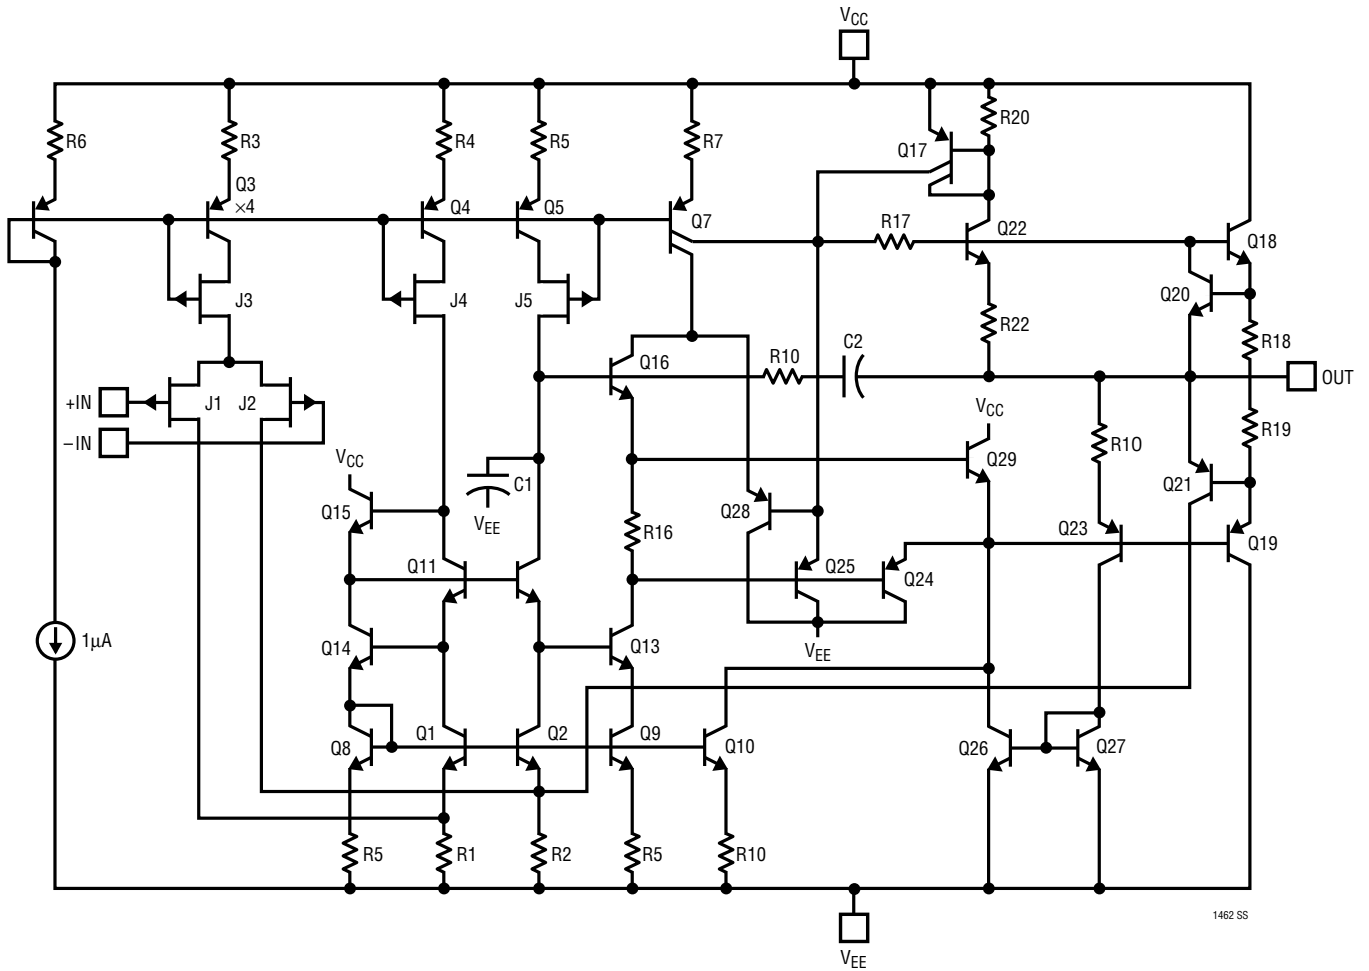 VCC
R6
R3
R4
R5
R7
R20
Q17
Q3
×4
Q4
Q5
Q7
R17
Q22
Q18
J3
J4
J5
Q20
R22
R18
C2
R10
Q16
OUT
+IN
J1
J2
–IN
VCC
R10
R19
Q29
VCC
C1
Q21
Q15
VEE
Q28
R16
Q23
Q19
Q11
Q25
Q24
1µA
Q14
Q13
VEE
Q8
Q1
Q2
Q9
Q10
Q26
Q27
R5
R1
R2
R5
R10
1462 SS
VEE